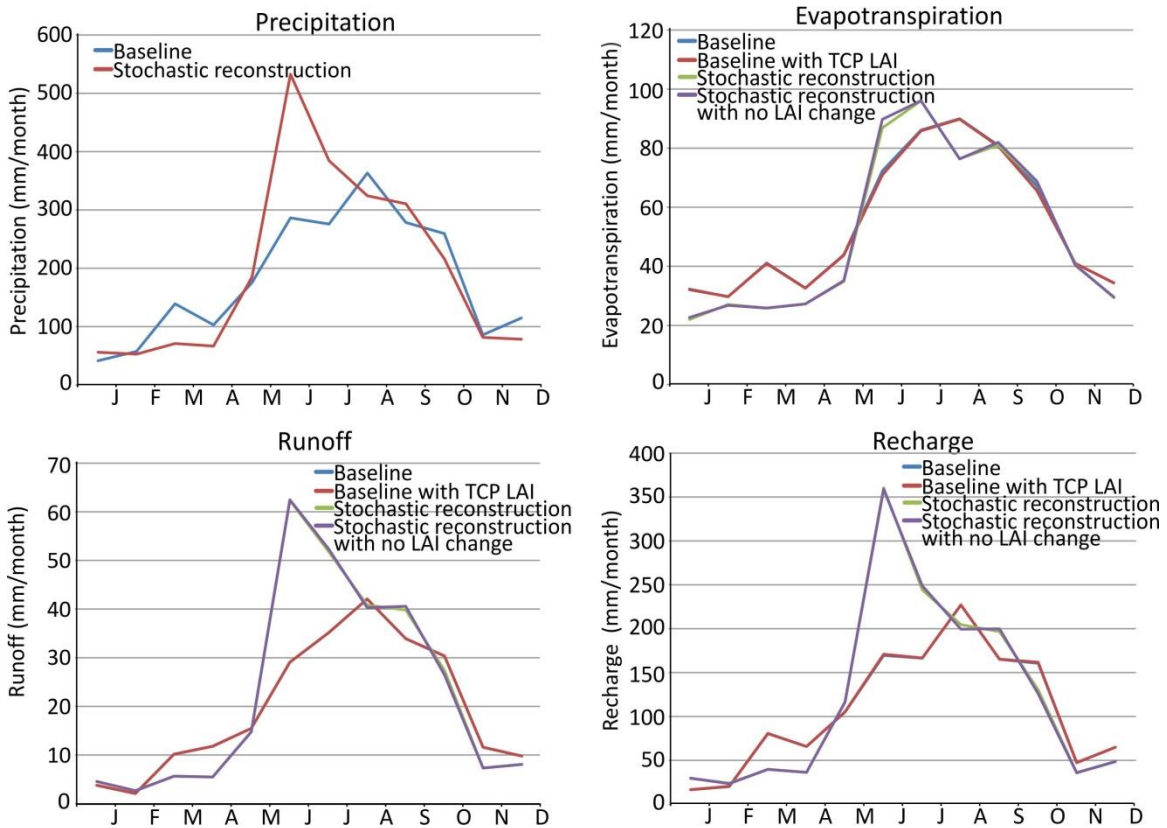 Precipitation
600
500
400
300
200
100
0
Precipitation (mm/month)
Baseline
Stochastic reconstruction
J F M A M J J A S O N D
Evapotranspiration
120
100
80
60
40
20
0
Evapotranspiration (mm/month)
Baseline
Baseline with TCP LAI
Stochastic reconstruction
Stochastic reconstruction
with no LAI change
J F M A M J J A S O N D
Runoff
70
60
50
40
30
20
10
0
Runoff (mm/month)
Baseline
Baseline with TCP LAI
Stochastic reconstruction
Stochastic reconstruction
with no LAI change
J F M A M J J A S O N D
Recharge
400
350
300
250
200
150
100
50
0
Recharge (mm/month)
Baseline
Baseline with TCP LAI
Stochastic reconstruction
Stochastic reconstruction
with no LAI change
J F M A M J J A S O N D